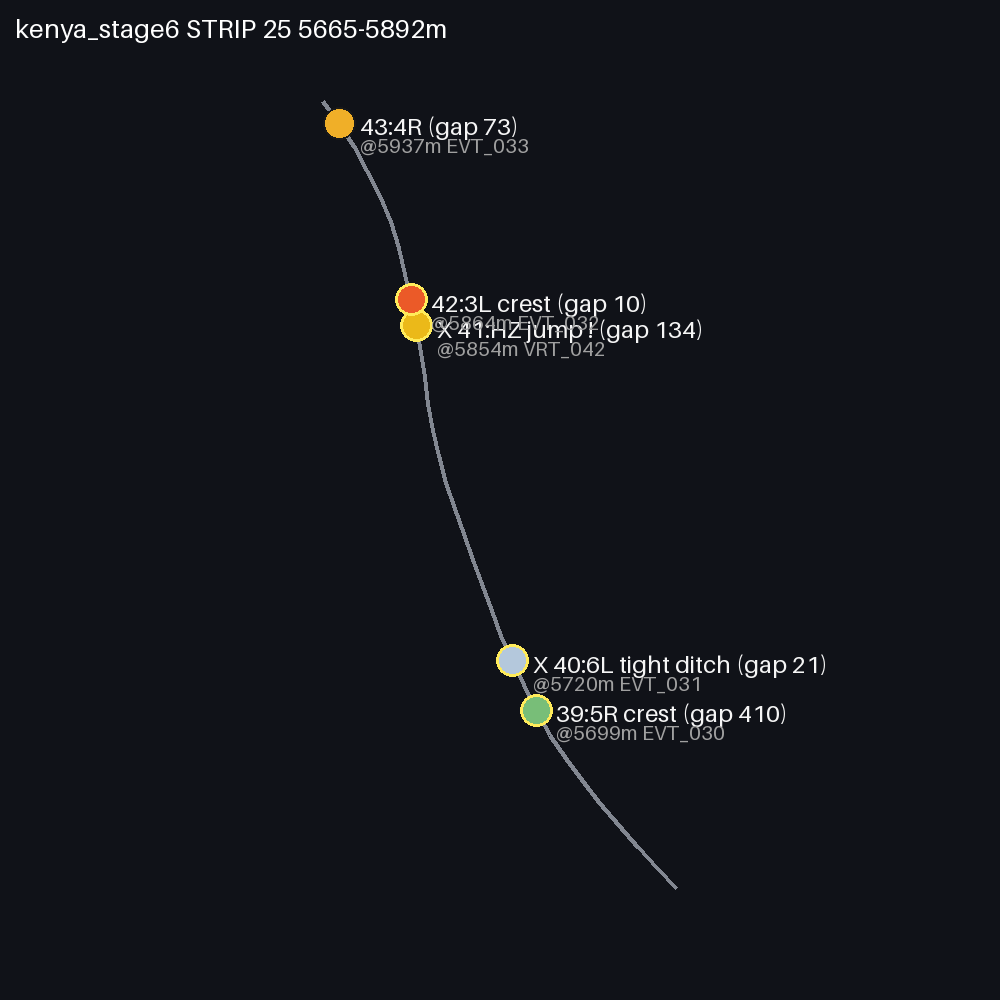 kenya_stage6 STRIP 25 5665-5892m
43:4R (gap 73)
@5937m EVT_033
42:3L crest (gap 10)
@5864m EVT_032
X 41:HZ jump! (gap 134)
@5854m VRT_042
X 40:6L tight ditch (gap 21)
@5720m EVT_031
39:5R crest (gap 410)
@5699m EVT_030